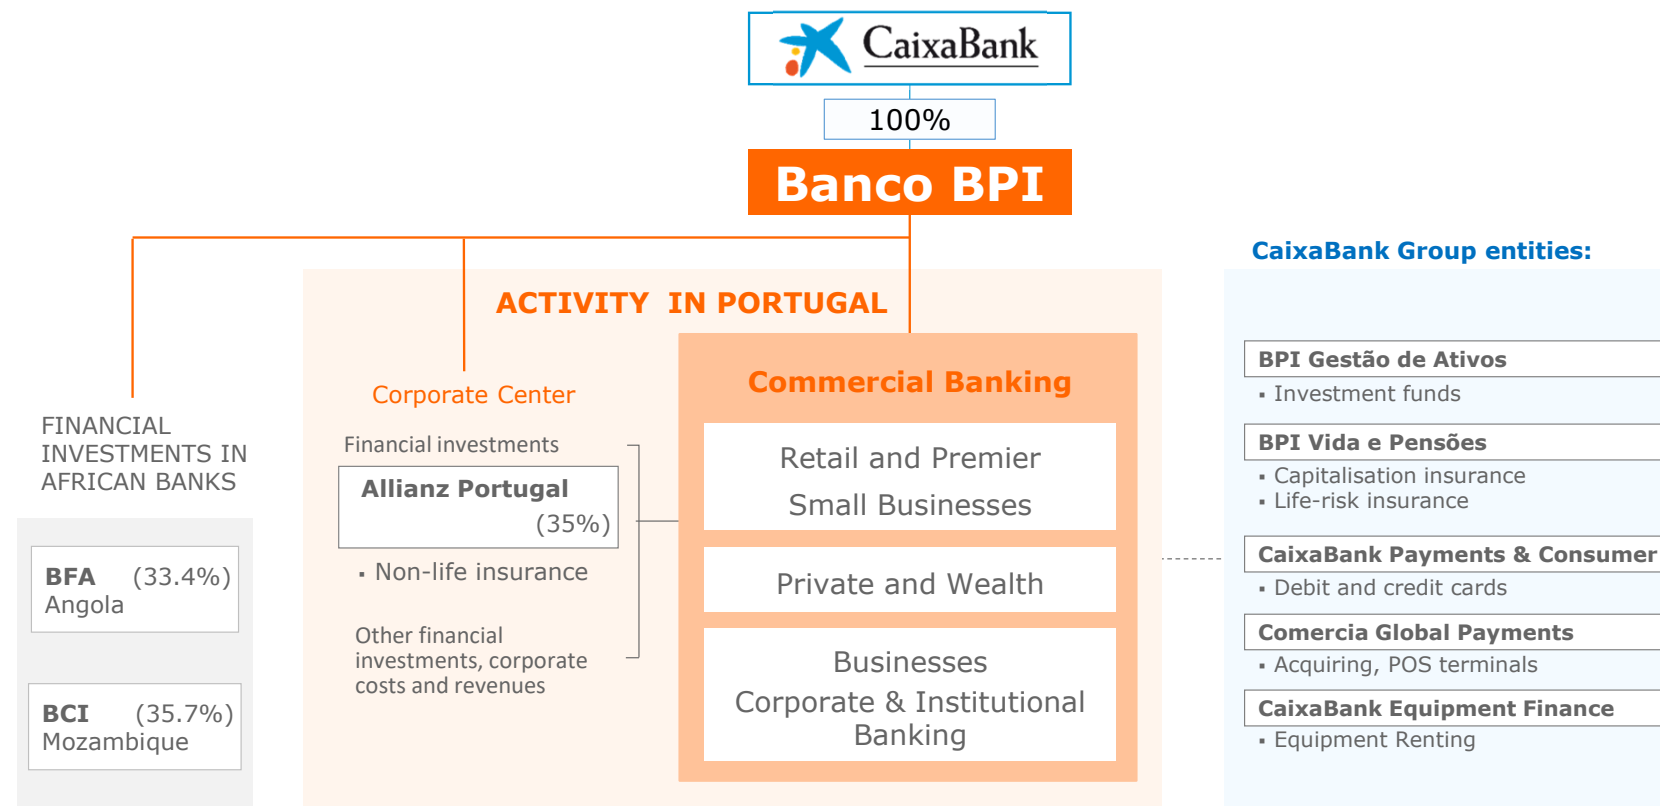 CaixaBank
100%
Banco BPI
FINANCIAL
INVESTMENTS IN
AFRICAN BANKS
BFA (33.4%)
Angola
BCI (35.7%)
Mozambique
ACTIVITY IN PORTUGAL
Corporate Center
Financial investments
Allianz Portugal
(35%)
▪ Non-life insurance
Other financial
investments, corporate
costs and revenues
Commercial Banking
Retail and Premier
Small Businesses
Private and Wealth
Businesses
Corporate & Institutional
Banking
CaixaBank Group entities:
BPI Gestão de Ativos
▪ Investment funds
BPI Vida e Pensões
▪ Capitalisation insurance
▪ Life-risk insurance
CaixaBank Payments & Consumer
▪ Debit and credit cards
Comercia Global Payments
▪ Acquiring, POS terminals
CaixaBank Equipment Finance
▪ Equipment Renting